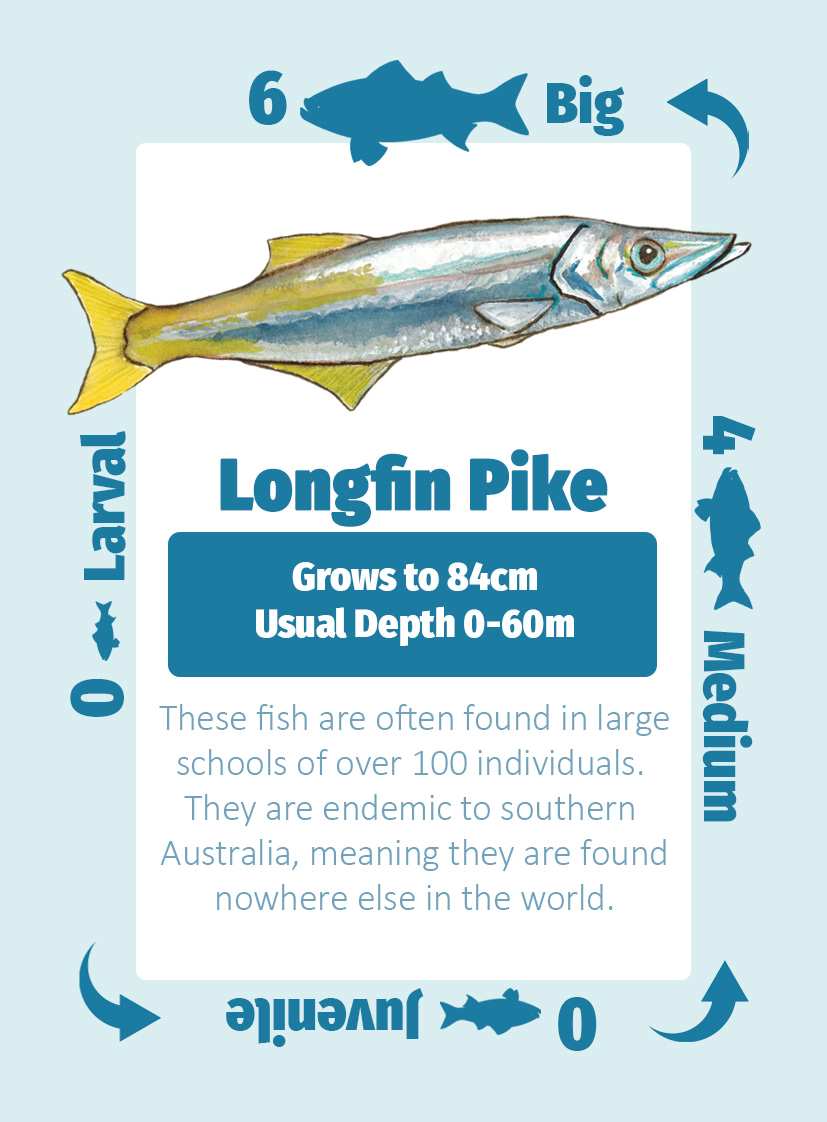 6 Big
Longfin Pike
Grows to 84cm
Usual Depth 0-60m
These fish are often found in large
schools of over 100 individuals.
They are endemic to southern
Australia, meaning they are found
nowhere else in the world.
4 Medium
0 Juvenile
0 Larval